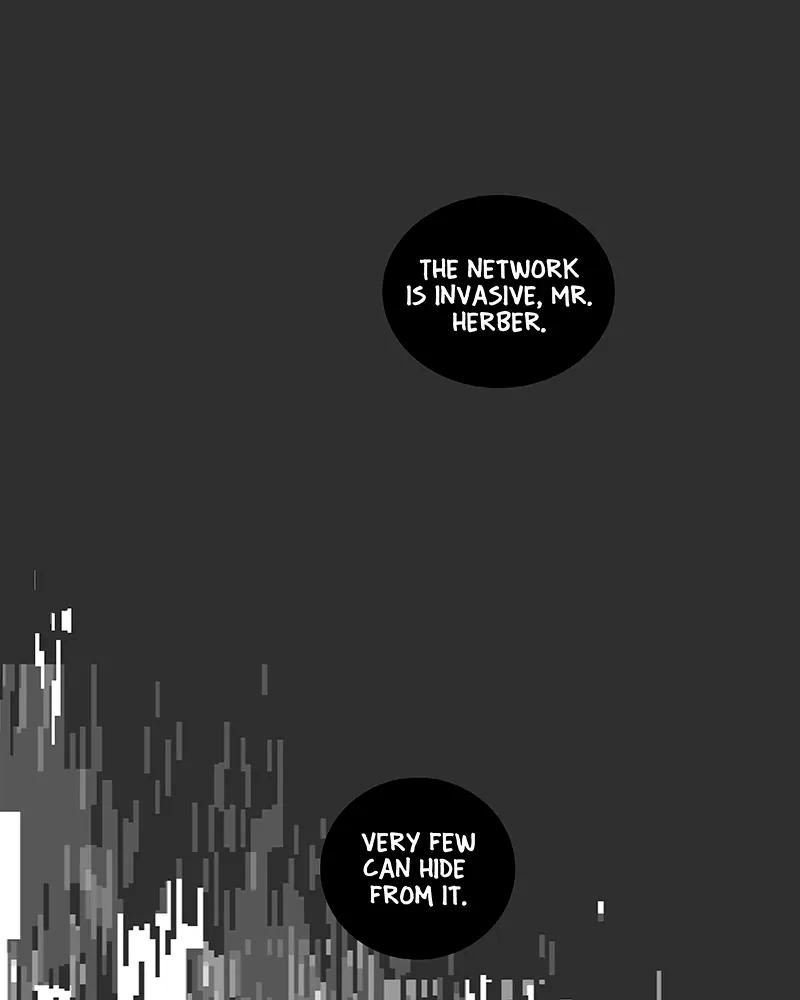 THE NETWORK
IS INVASIVE, MR.
HERBER.
VERY FEW
CAN HIDE
FROM IT.